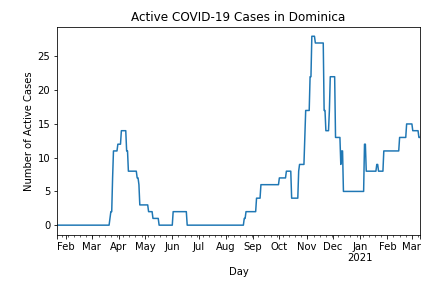 Active COVID-19 Cases in Dominica
Number of Active Cases
25
20
15
10
5
0
Feb Mar Apr May Jun Jul Aug Sep Oct Nov Dec Jan Feb Mar
2021
Day